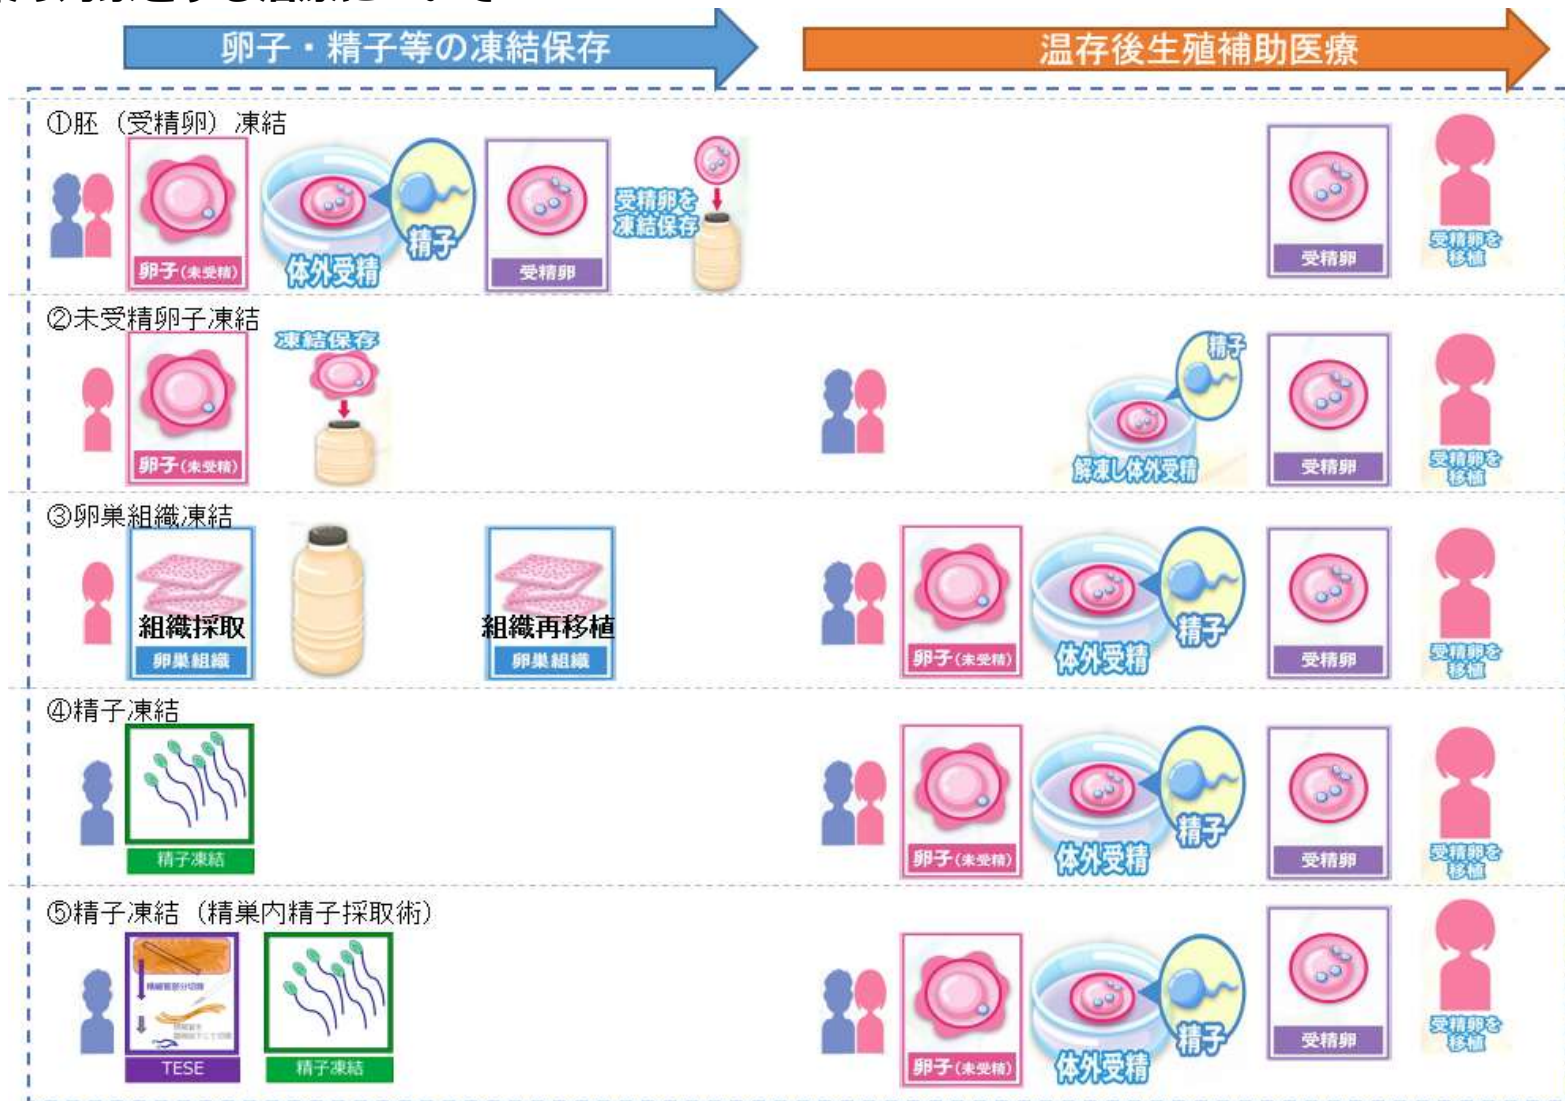 卵子・精子等の凍結保存
温存後生殖補助医療
①胚（受精卵）凍結
卵子(未受精)
体外受精
精子
受精卵
受精卵を
凍結保存
受精卵
受精卵を
移植
②未受精卵子凍結
卵子(未受精)
凍結保存
精子
解凍し体外受精
受精卵
受精卵を
移植
③卵巣組織凍結
組織採取
卵巣組織
組織再移植
卵巣組織
卵子(未受精)
体外受精
精子
受精卵
受精卵を
移植
④精子凍結
精子凍結
卵子(未受精)
体外受精
精子
受精卵
受精卵を
移植
⑤精子凍結（精巣内精子採取術）
TESE
精子凍結
卵子(未受精)
体外受精
精子
受精卵
受精卵を
移植